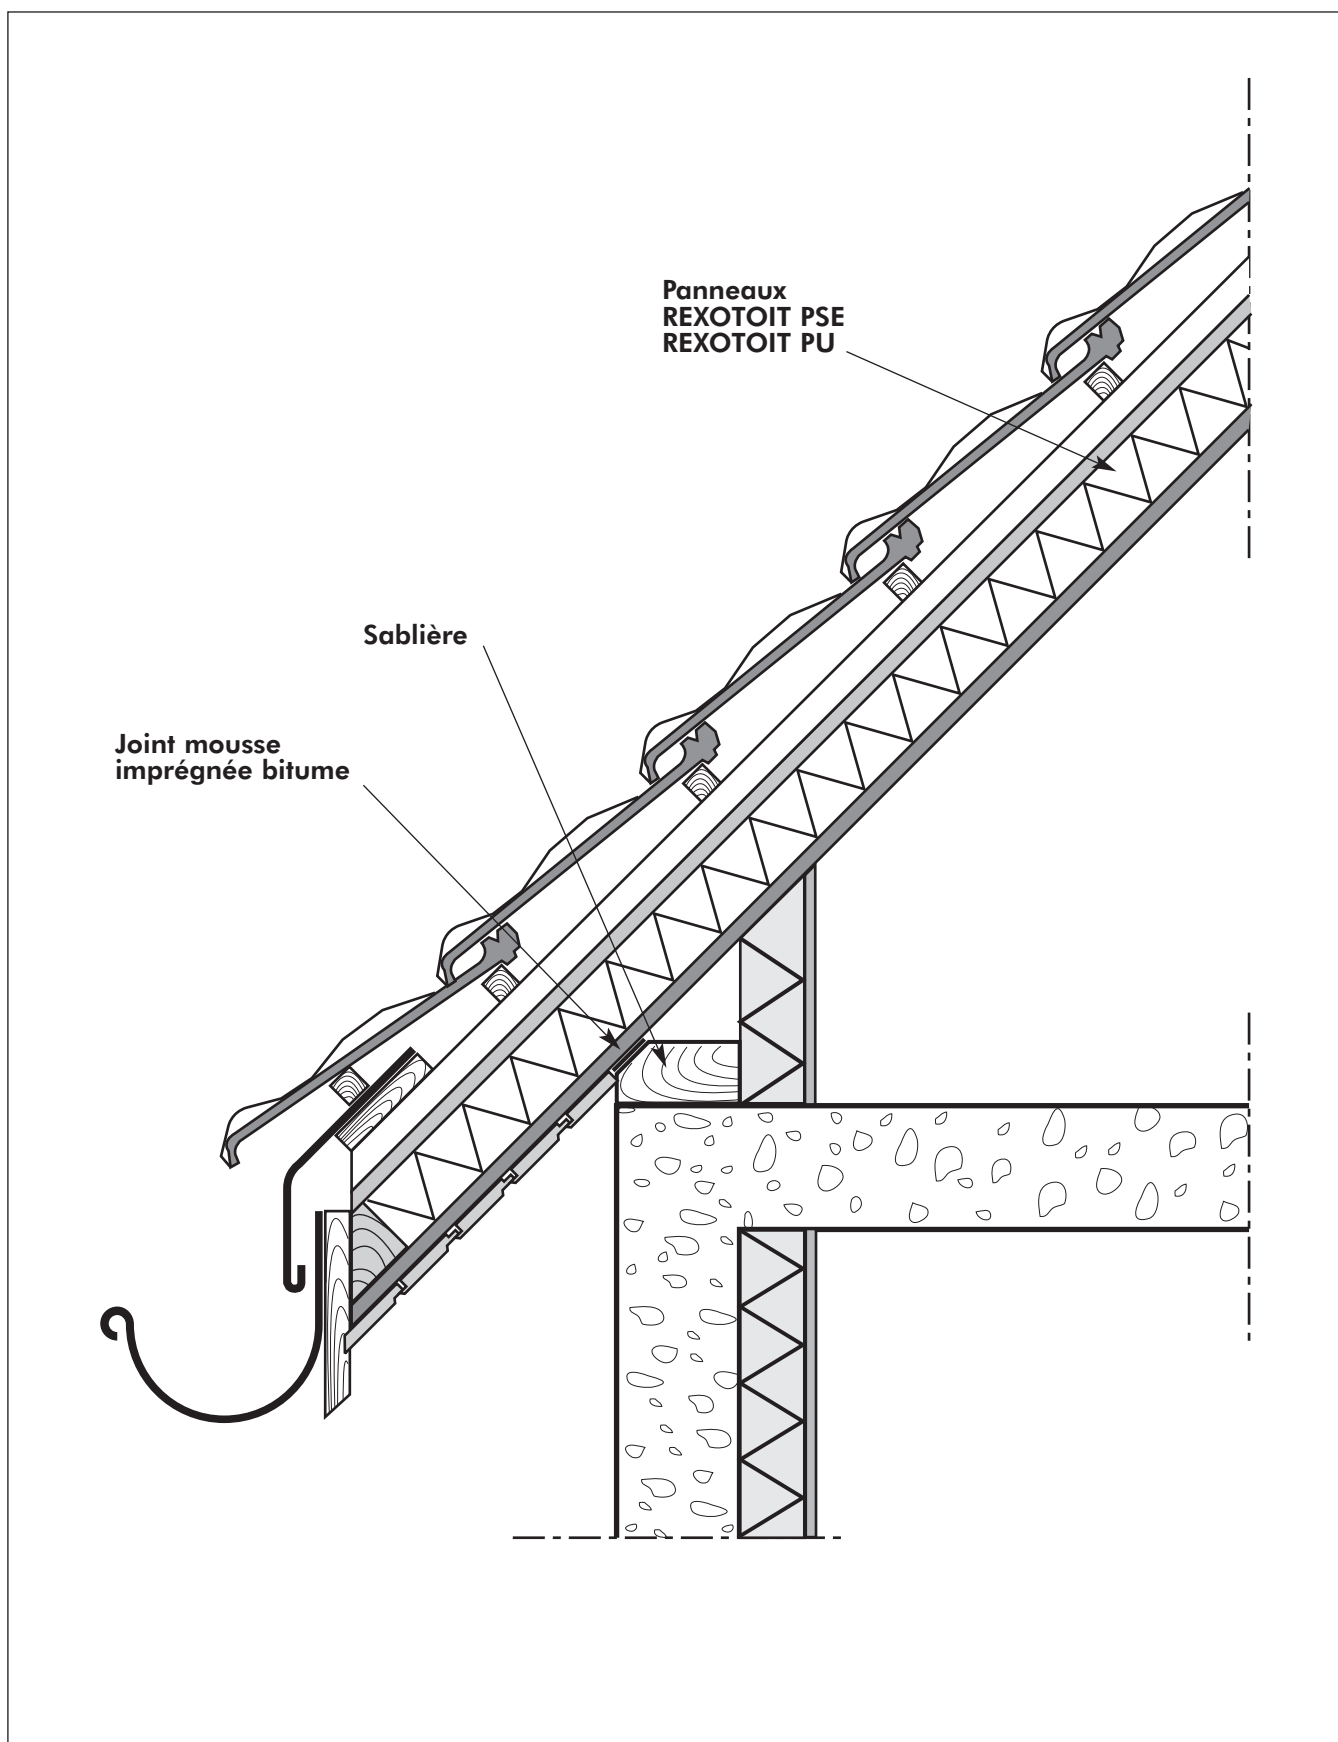 Panneaux
REXOTOIT PSE
REXOTOIT PU
Sablière
Joint mousse
imprégnée bitume